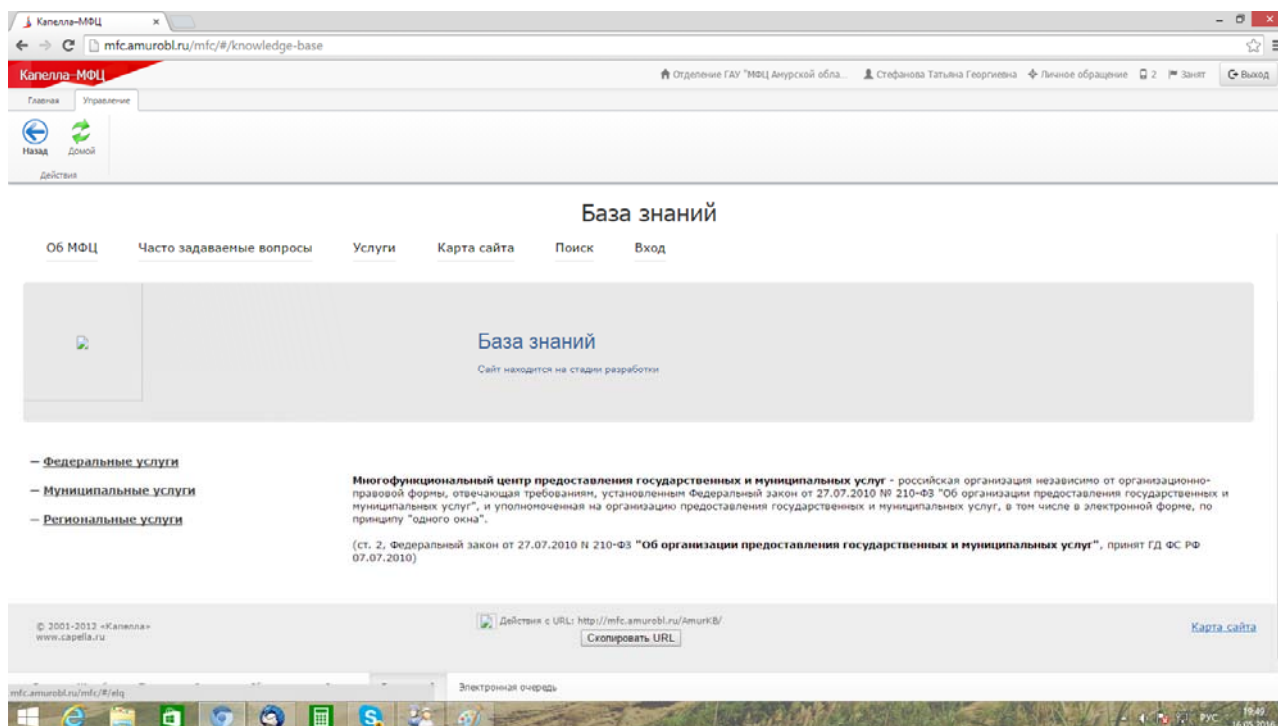 Капелла-МФЦ
mfc.amurobl.ru/mfc/#/knowledge-base
Капелла-МФЦ
Отделение ГАУ "МФЦ Амурской обла...
Стефанова Татьяна Георгиевна
Личное обращение
2
Занят
Выход
Главная
Управление
Назад
Домой
Действия
База знаний
Об МФЦ
Часто задаваемые вопросы
Услуги
Карта сайта
Поиск
Вход
База знаний
Сайт находится на стадии разработки
— Федеральные услуги
— Муниципальные услуги
— Региональные услуги
Многофункциональный центр предоставления государственных и муниципальных услуг - российская организация независимо от организационно-
правовой формы, отвечающая требованиям, установленным Федеральный закон от 27.07.2010 № 210-ФЗ "Об организации предоставления государственных и
муниципальных услуг", и уполномоченная на организацию предоставления государственных и муниципальных услуг, в том числе в электронной форме, по
принципу "одного окна".
(ст. 2, Федеральный закон от 27.07.2010 N 210-ФЗ "Об организации предоставления государственных и муниципальных услуг", принят ГД ФС РФ
07.07.2010)
© 2001-2012 «Капелла»
www.capella.ru
Действия с URL: http://mfc.amurobl.ru/AmurKB/
Скопировать URL
Карта сайта
Электронная очередь
mfc.amurobl.ru/mfc/#/elq
РУС
19:49
16.05.2016